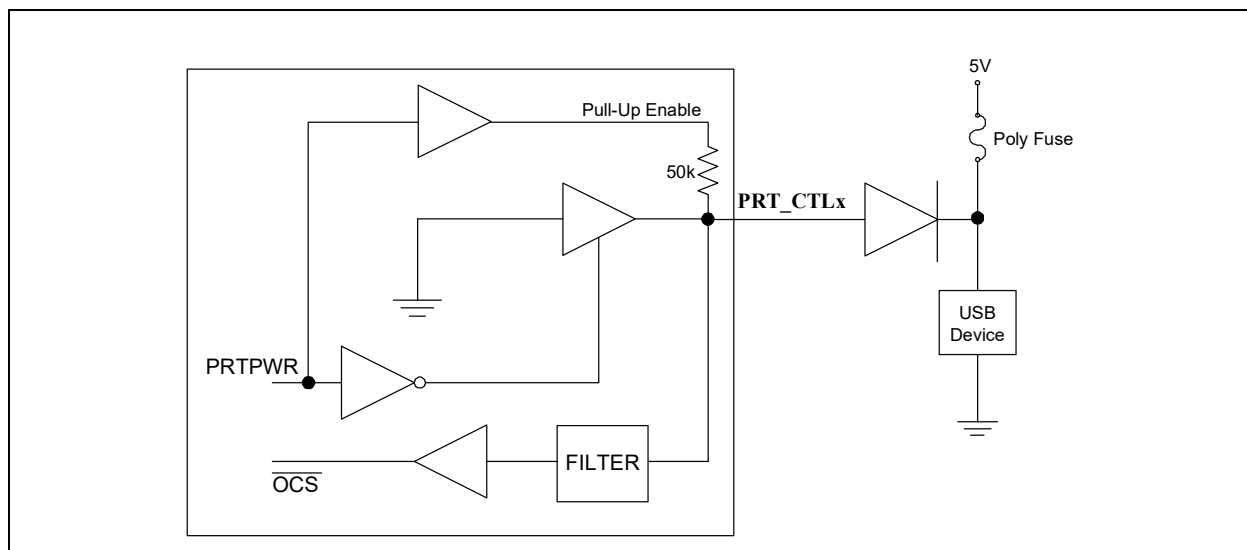 5V
Poly Fuse
Pull-Up Enable
50k
PRT_CTLx
USB
Device
PRTPWR
FILTER
OCS